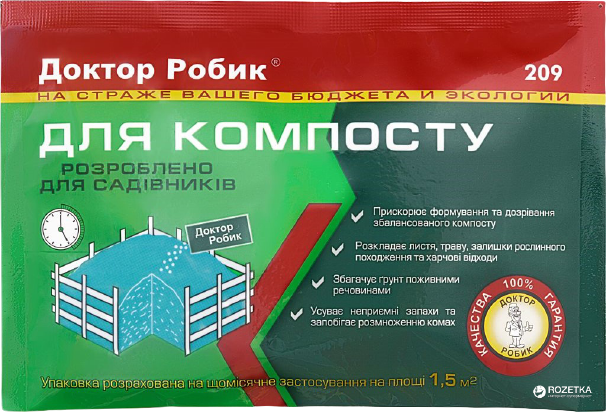 Доктор Робик®
209
НА СТРАЖЕ ВАШЕГО БЮДЖЕТА И ЭКОЛОГИИ
ДЛЯ КОМПОСТУ
РОЗРОБЛЕНО
ДЛЯ САДІВНИКІВ
Доктор
Робик
Прискорює формування та дозрівання
збалансованого компосту
Розкладає листя, траву, залишки рослинного
походження та харчові відходи
Збагачує ґрунт поживними
речовинами
Усуває неприємні запахи та
запобігає розмноженню комах
КАЧЕСТВА 100% ГАРАНТИЯ
ДОКТОР
РОБИК
Упаковка розрахована на щомісячне застосування на площі 1,5 м²
ROZETKA